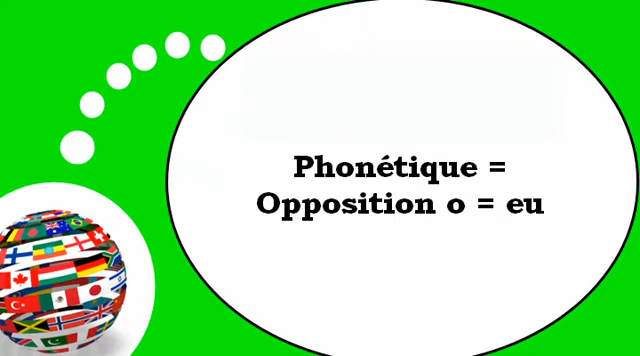 Phonétique =
Opposition o = eu